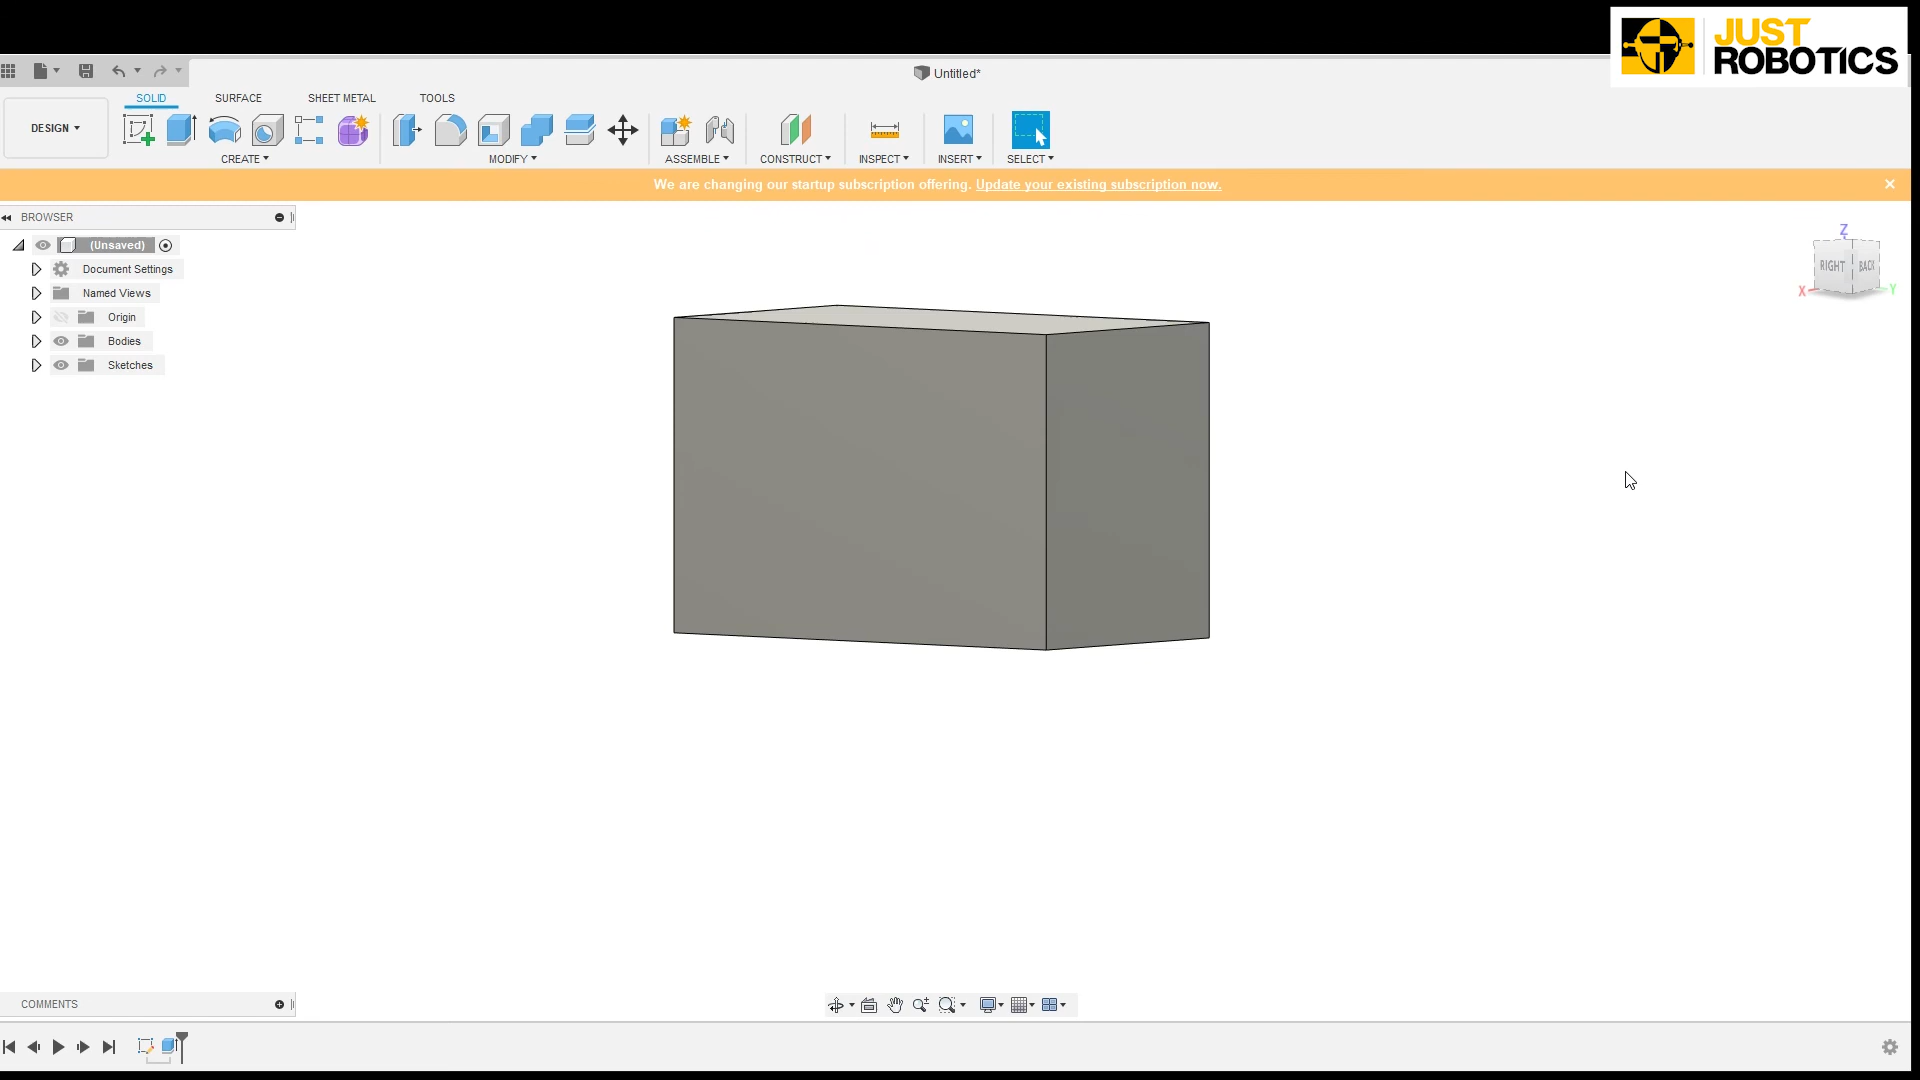 JUST
ROBOTICS
Untitled*
SOLID
SURFACE
SHEET METAL
TOOLS
DESIGN
CREATE
MODIFY
ASSEMBLE
CONSTRUCT
INSPECT
INSERT
SELECT
We are changing our startup subscription offering. Update your existing subscription now.
BROWSER
(Unsaved)
Document Settings
Named Views
Origin
Bodies
Sketches
Z
RIGHT
BACK
X
Y
COMMENTS